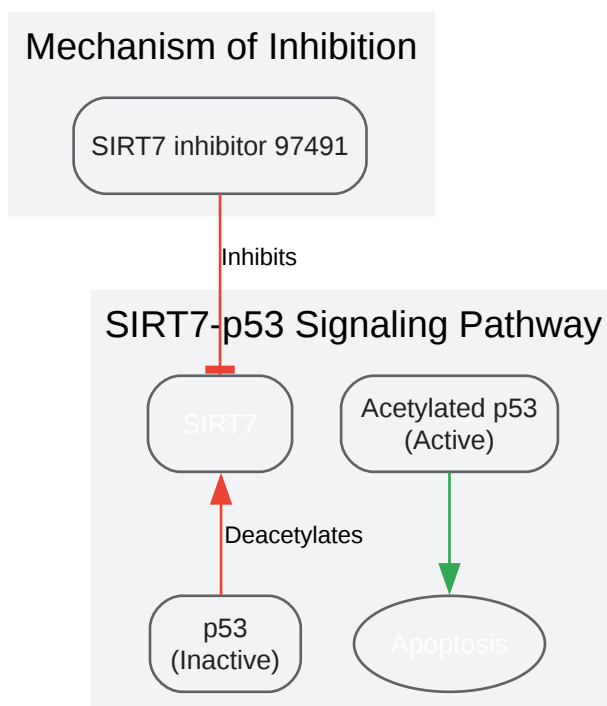 Mechanism of Inhibition
SIRT7 inhibitor 97491
Inhibits
SIRT7-p53 Signaling Pathway
SIRT7
Acetylated p53
(Active)
Deacetylates
p53
(Inactive)
Apoptosis